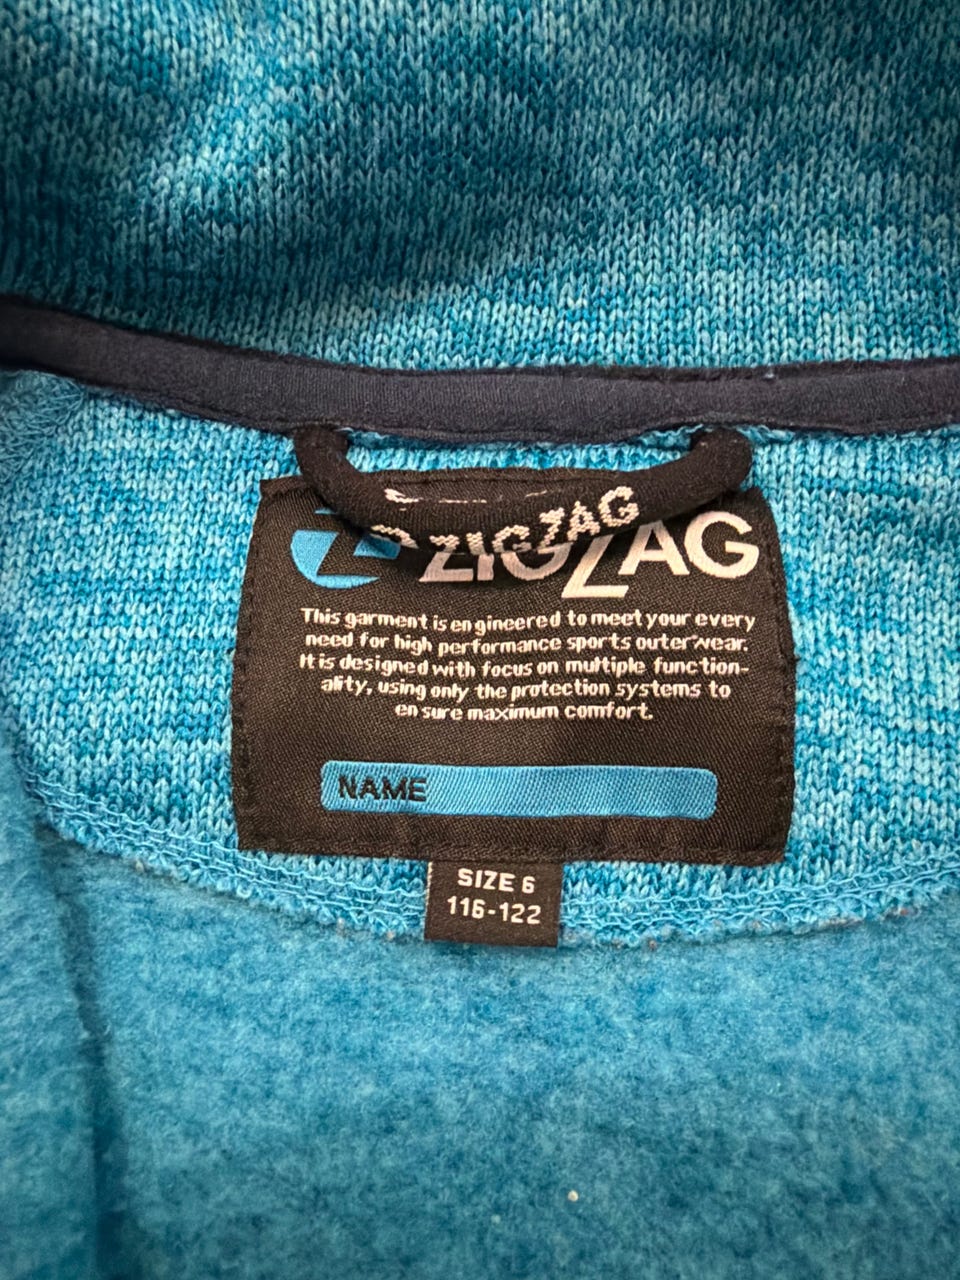 ZIGZAG
ZIGZAG
This garment is engineered to meet your every
need for high performance sports outerwear.
It is designed with focus on multiple function-
ality, using only the protection systems to
ensure maximum comfort.
NAME
SIZE 6
116-122